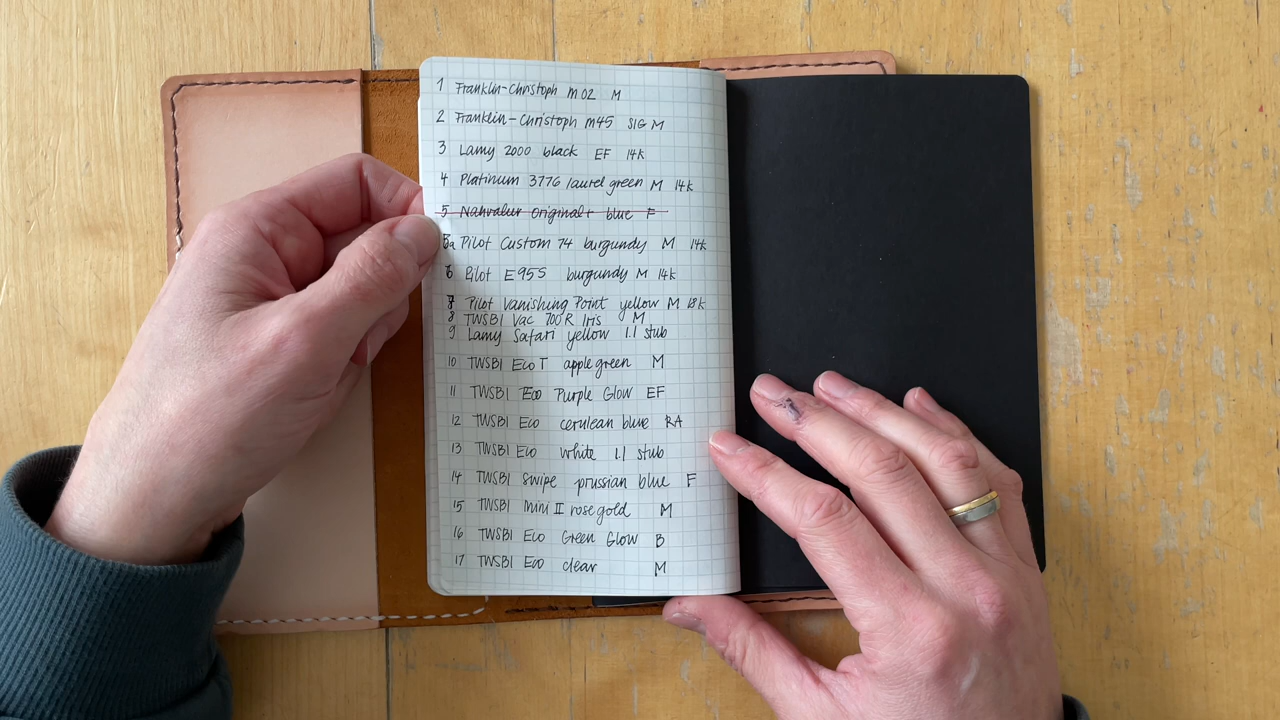 1 Franklin-Christoph m02 M
2 Franklin-Christoph m45 SIG M
3 Lamy 2000 black EF 14k
4 Platinum 3776 laurel green M 14k
5 Nahvalur original+ blue F
5a Pilot Custom 74 burgundy M 14k
6 Pilot E95S burgundy M 14k
7 Pilot Vanishing Point yellow M 18k
8 TWSBI Vac 700R Iris M
9 Lamy Safari yellow 1.1 stub
10 TWSBI Eco T apple green M
11 TWSBI Eco Purple Glow EF
12 TWSBI Eco cerulean blue RA
13 TWSBI Eco white 1.1 stub
14 TWSBI Swipe prussian blue F
15 TWSBI mini II rose gold M
16 TWSBI Eco Green Glow B
17 TWSBI Eco clear M